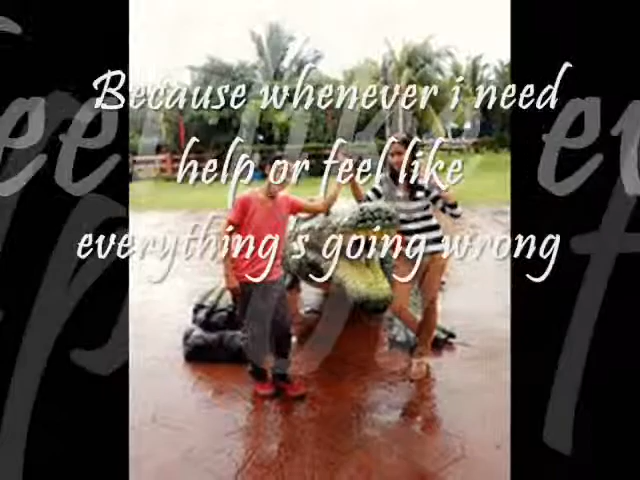 Because whenever i need
help or feel like
everything's going wrong